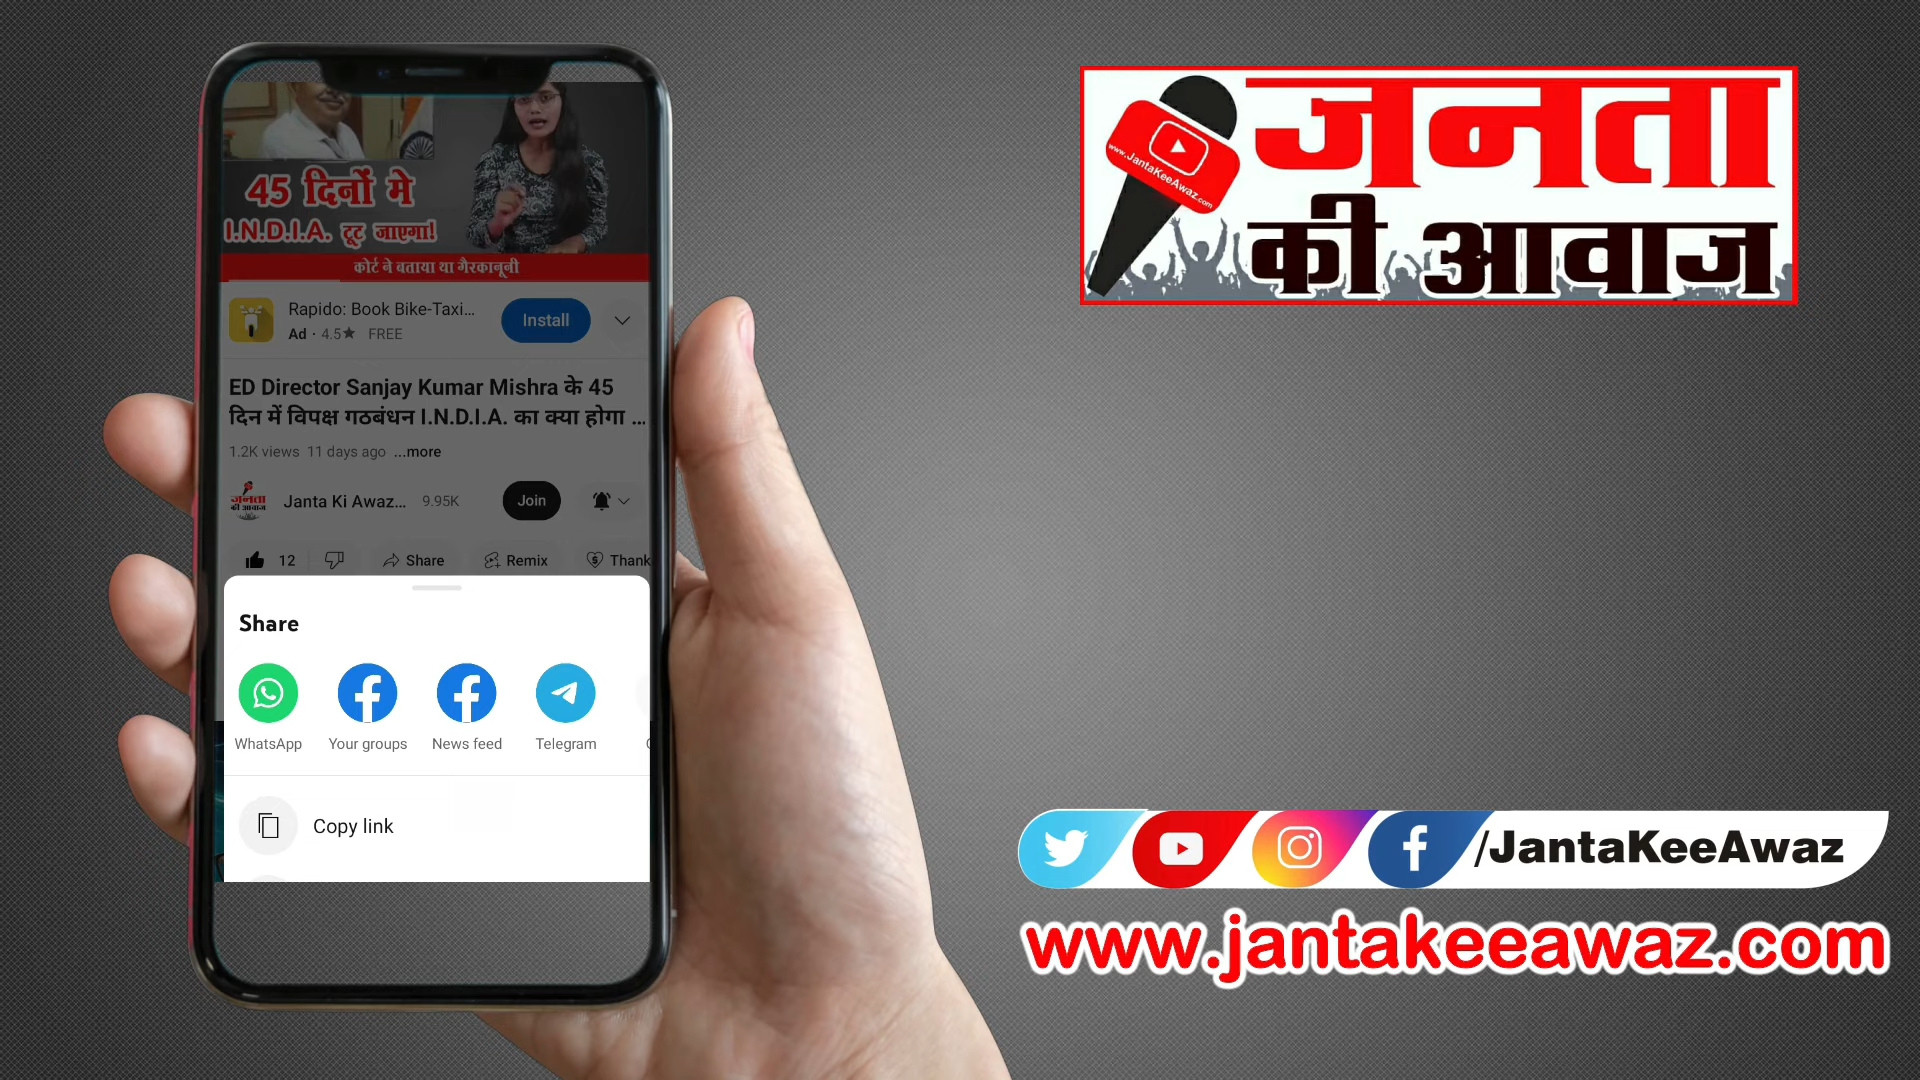 45 दिनों मे
I.N.D.I.A. टूट जाएगा!
कोर्ट ने बताया था गैरकानूनी
Rapido: Book Bike-Taxi...
Install
Ad · 4.5★ FREE
ED Director Sanjay Kumar Mishra के 45
दिन में विपक्ष गठबंधन I.N.D.I.A. का क्या होगा ...
1.2K views 11 days ago ...more
जनता
की आवाज
Janta Ki Awaz... 9.95K
Join
12
Share
Remix
Thank
Share
WhatsApp
Your groups
News feed
Telegram
Copy link
www.JantaKeeAwaz.com
जनता
की आवाज
/JantaKeeAwaz
www.jantakeeawaz.com